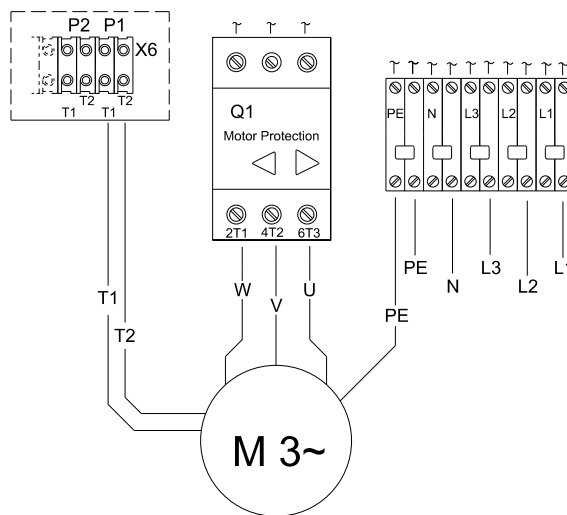 P2 P1
X6
T2 T2
T1 T1
Q1
Motor Protection
2T1 4T2 6T3
PE N L3 L2 L1
W V U
PE N L3 L2 L1
PE
T1
T2
M 3~